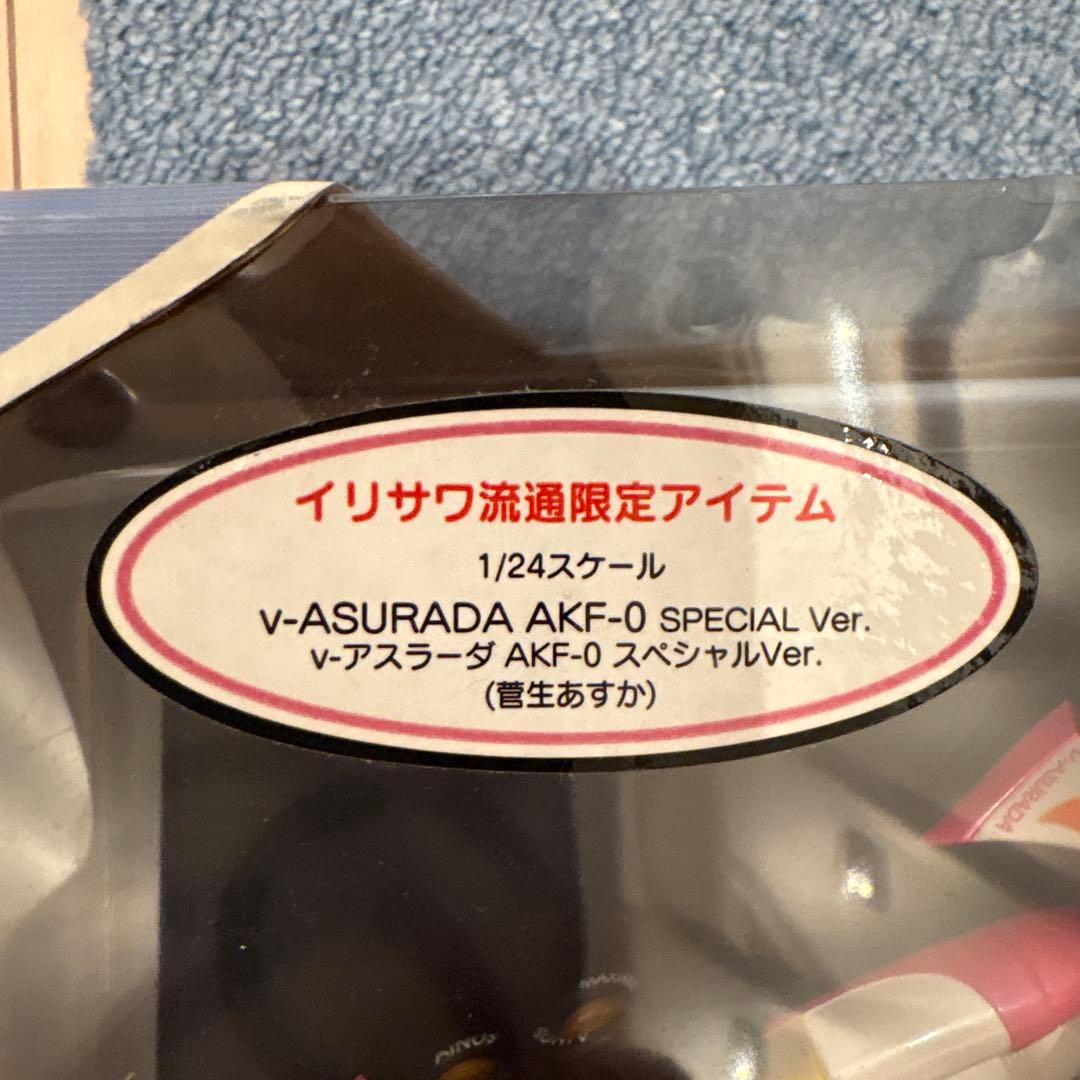 イリサワ流通限定アイテム
1/24スケール
ν-ASURADA AKF-0 SPECIAL Ver.
ν-アスラーダ AKF-0 スペシャルVer.
(菅生あすか)
ν-ASURADA